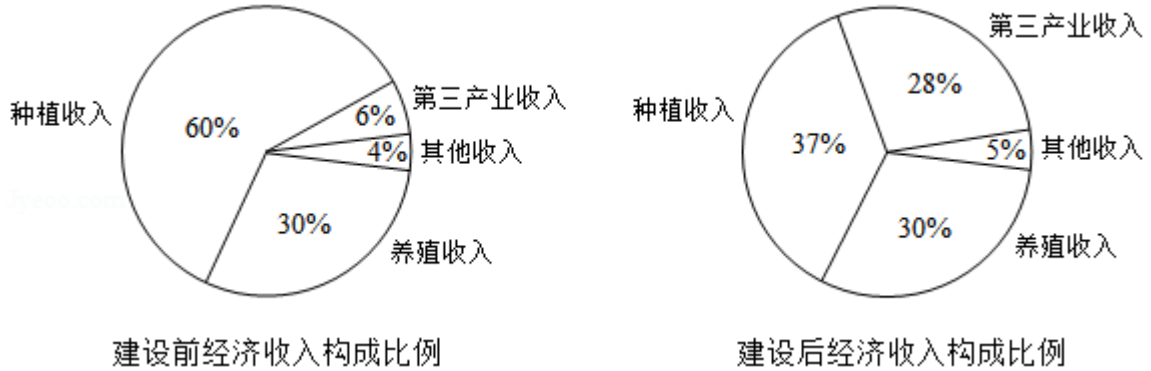 种植收入
60%
第三产业收入
6%
4%
其他收入
30%
养殖收入
建设前经济收入构成比例
第三产业收入
28%
种植收入
37%
5%
其他收入
30%
养殖收入
建设后经济收入构成比例